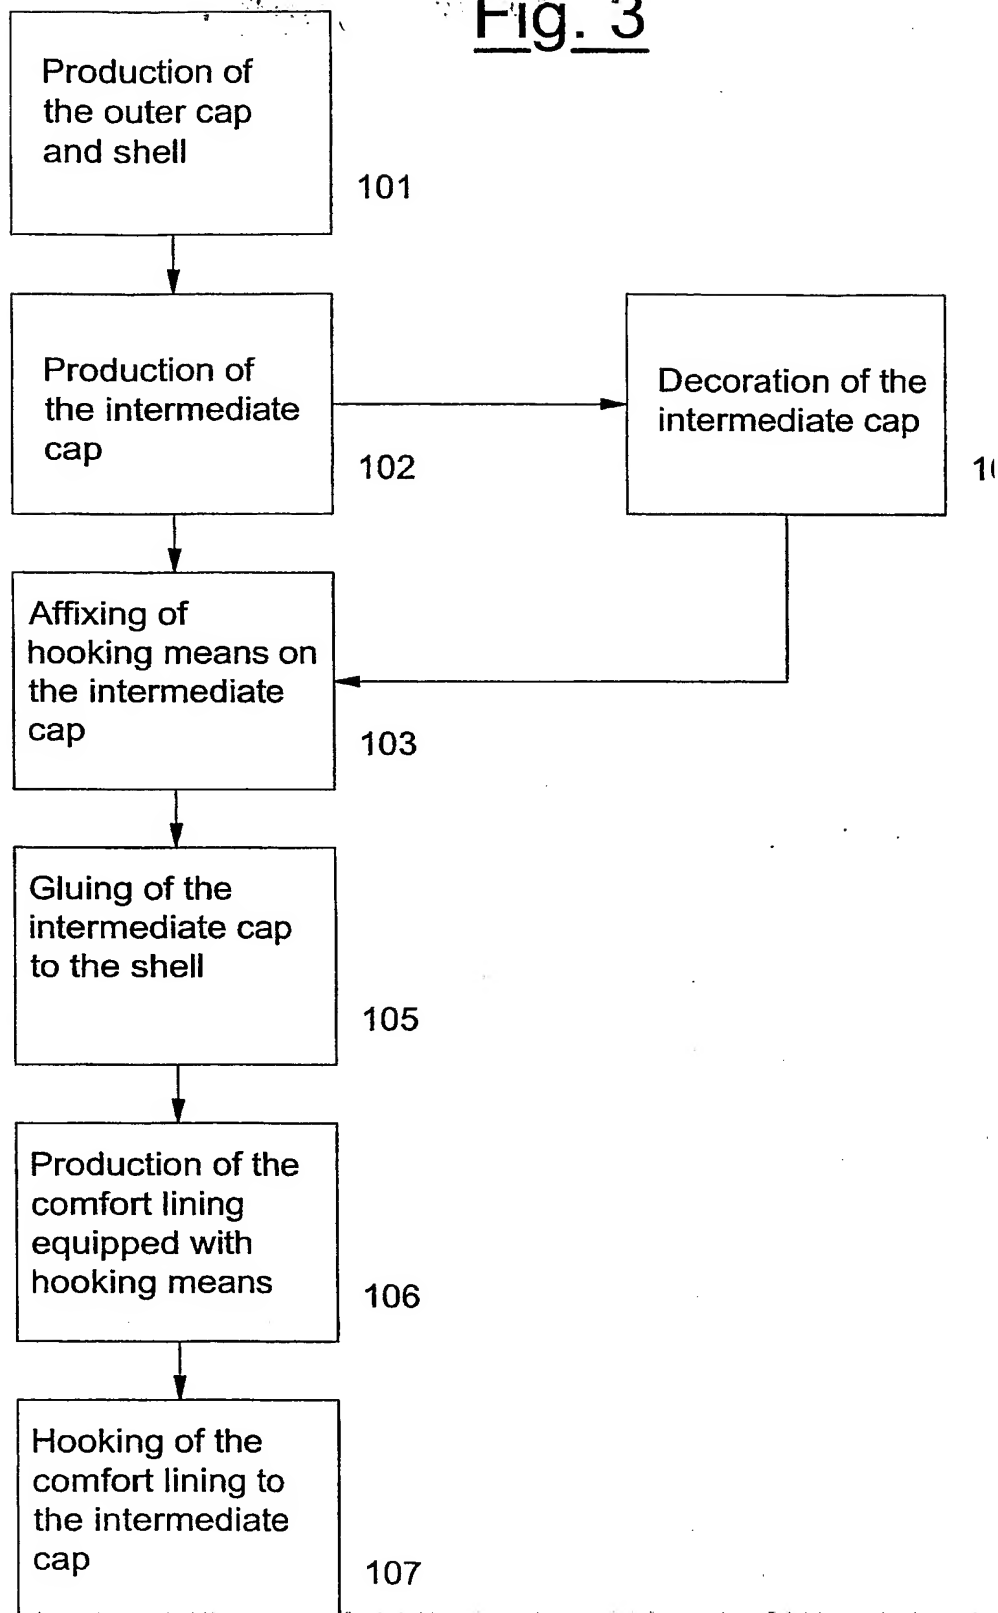 Fig. 3
Production of
the outer cap
and shell
101
Production of
the intermediate
cap
102
Decoration of the
intermediate cap
Affixing of
hooking means on
the intermediate
cap
103
Gluing of the
intermediate cap
to the shell
105
Production of the
comfort lining
equipped with
hooking means
106
Hooking of the
comfort lining to
the intermediate
cap
107